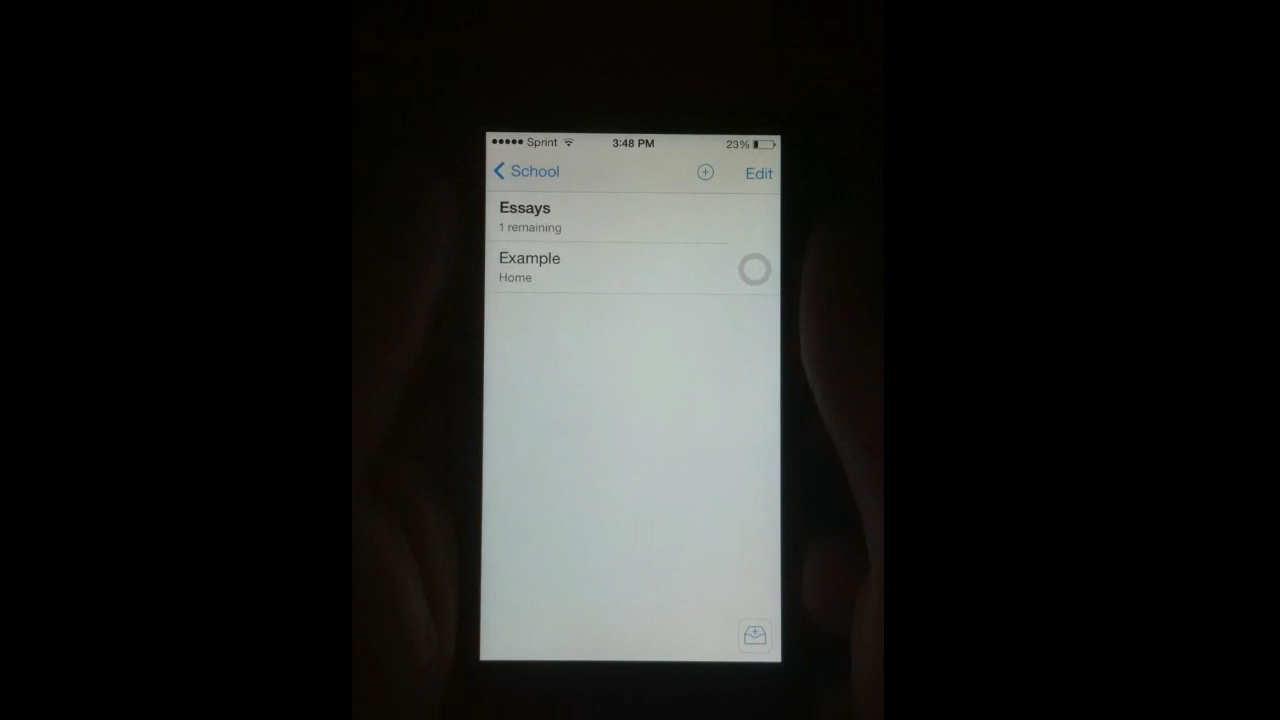 Sprint 3:48 PM 23%
School Edit
Essays
1 remaining
Example
Home